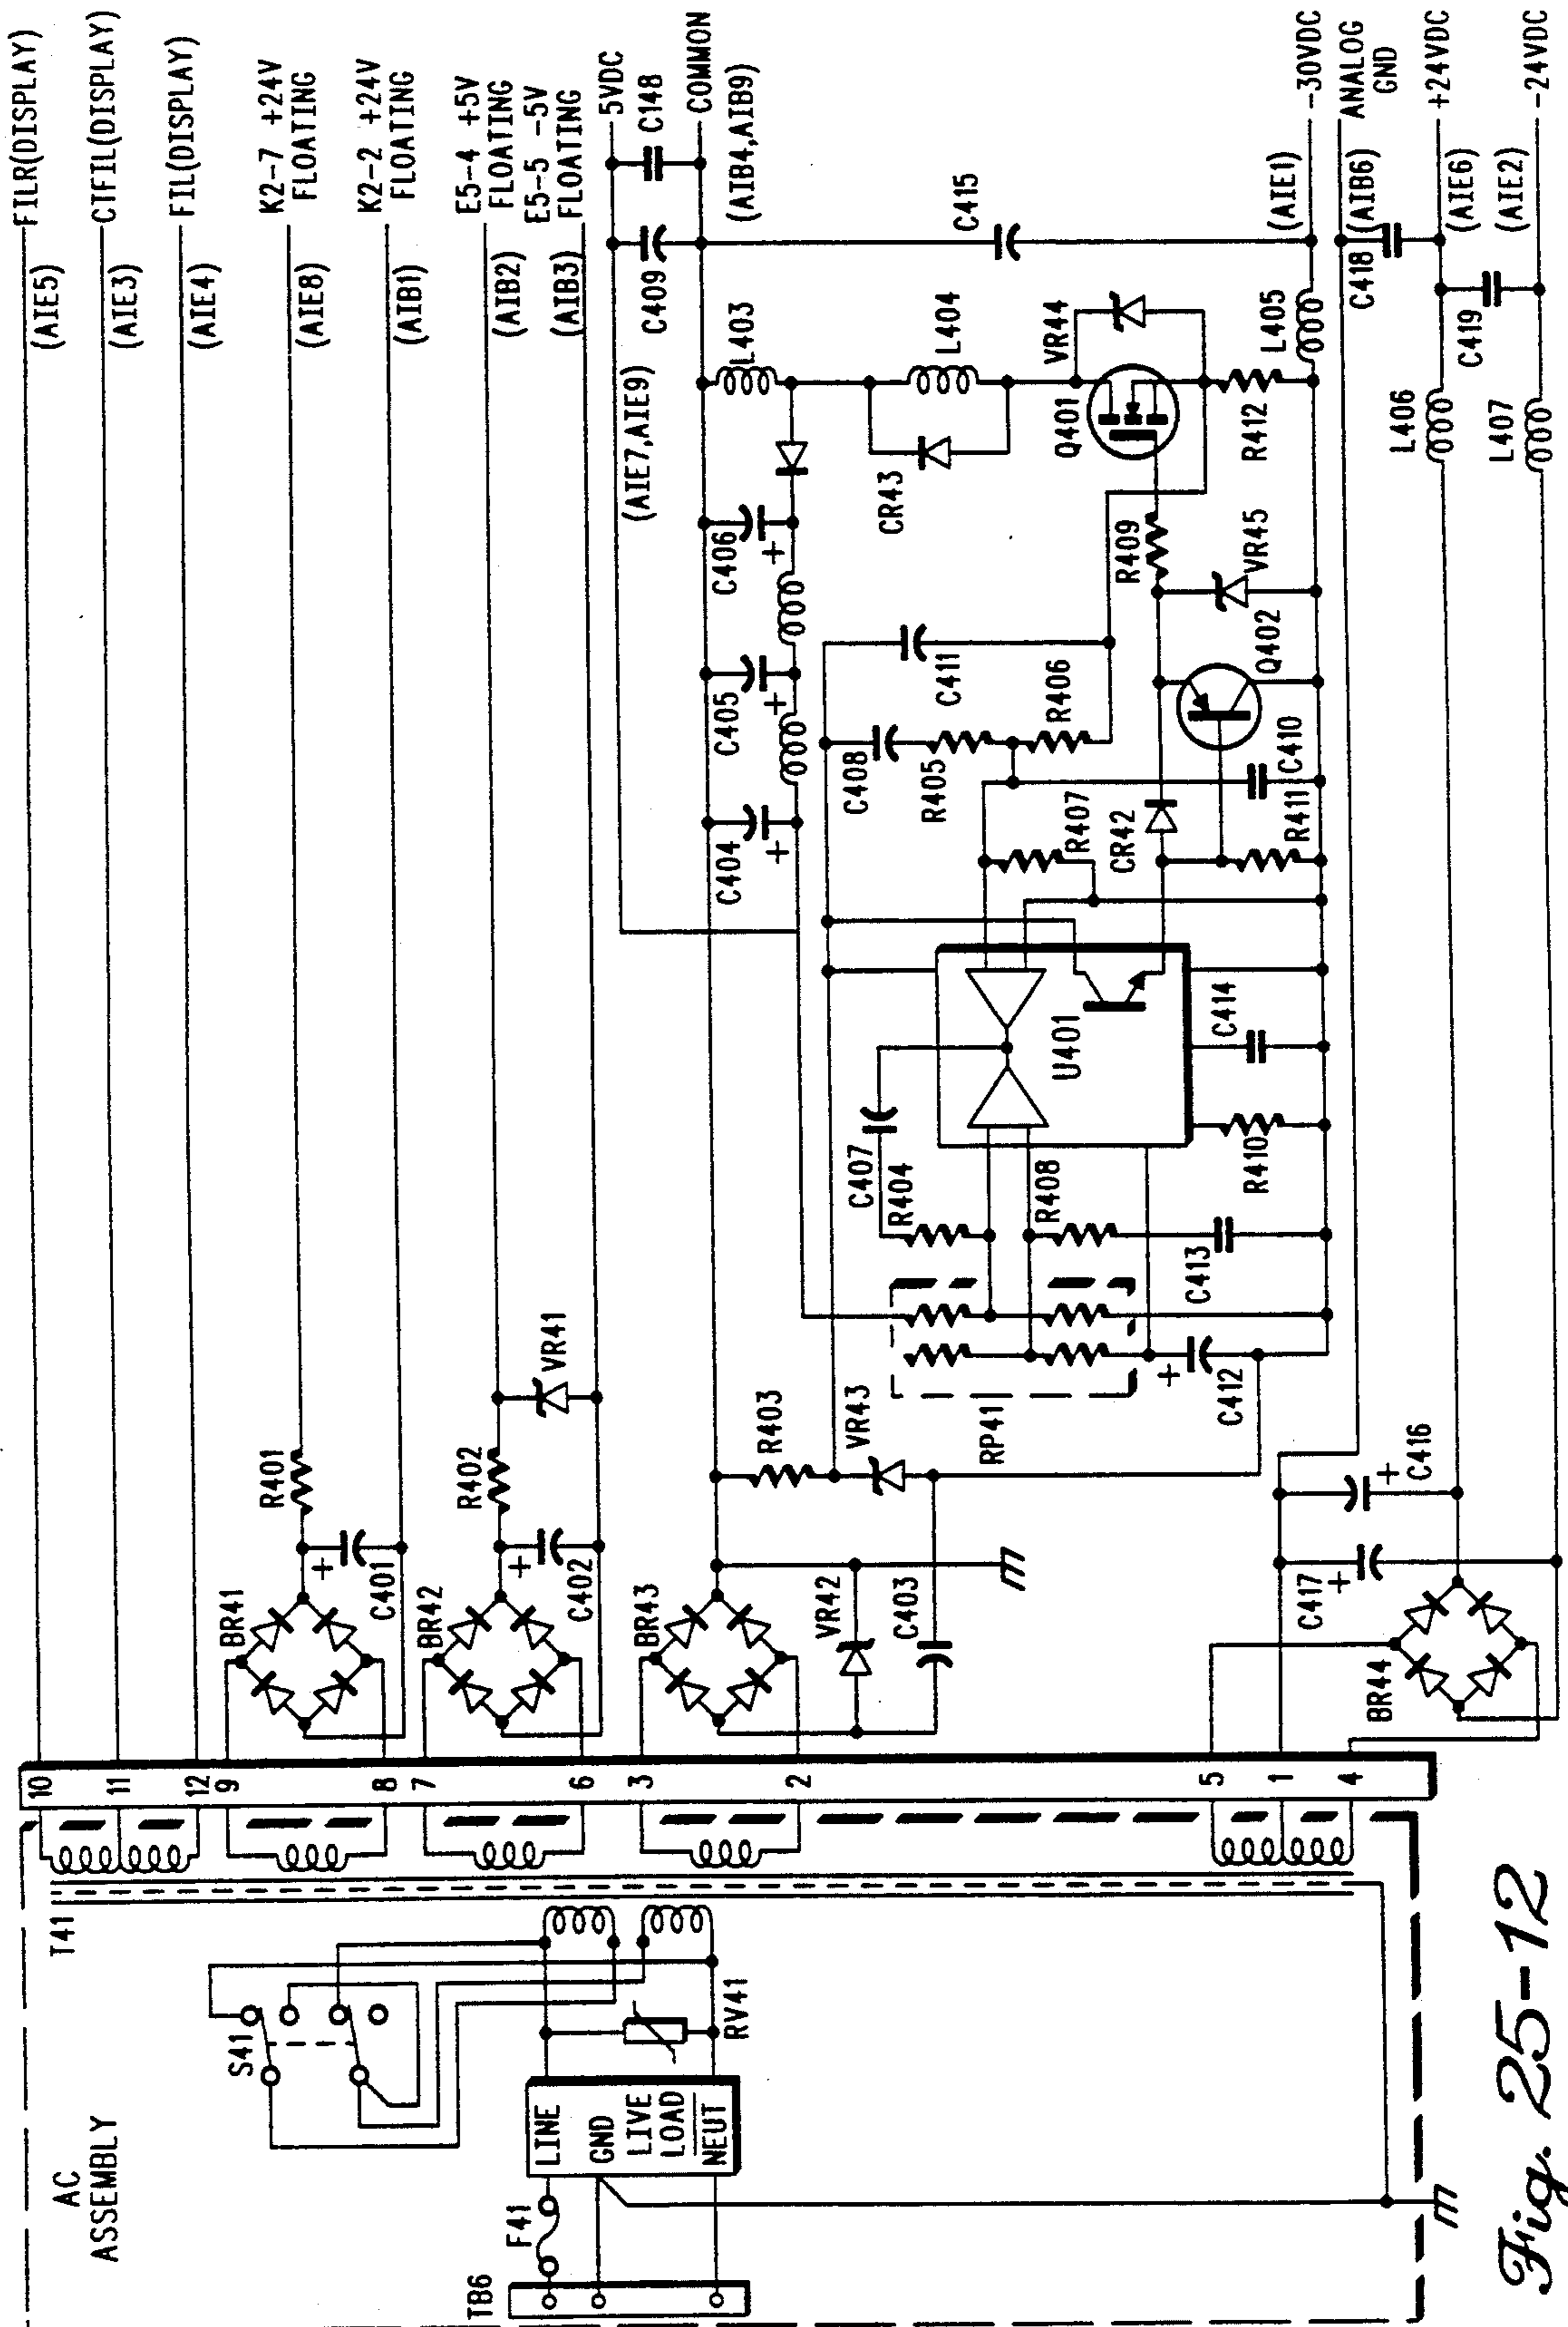 FILR(DISPLAY)
(AIE5)
CTFIL(DISPLAY)
(AIE3)
FIL(DISPLAY)
(AIE4)
K2-7 +24V
FLOATING
(AIE8)
K2-2 +24V
FLOATING
(AIB1)
E5-4 +5V
FLOATING
(AIB2)
E5-5 -5V
FLOATING
(AIB3)
5VDC
C148
COMMON
(AIB4,AIB9)
(AIE7,AIE9)
C409
C415
-30VDC
(AIE1)
ANALOG
GND
(AIB6)
C418
+24VDC
(AIE6)
C419
-24VDC
(AIE2)
L403
L404
CR43
VR44
Q401
R412
L405
L406
L407
C406
+
C405
+
C404
+
C411
C408
R405
R406
R409
VR45
Q402
C410
R407
CR42
R411
U401
C414
C407
R404
R408
R410
C413
RP41
+
C412
R403
VR43
R401
+
C401
BR41
R402
+
C402
BR42
VR41
BR43
VR42
C403
+
C416
C417
+
BR44
10
11
12
9
8
7
6
3
2
5
1
4
T41
S41
RV41
AC
ASSEMBLY
LINE
GND
LIVE
LOAD
NEUT
F41
TB6
Fig. 25-12